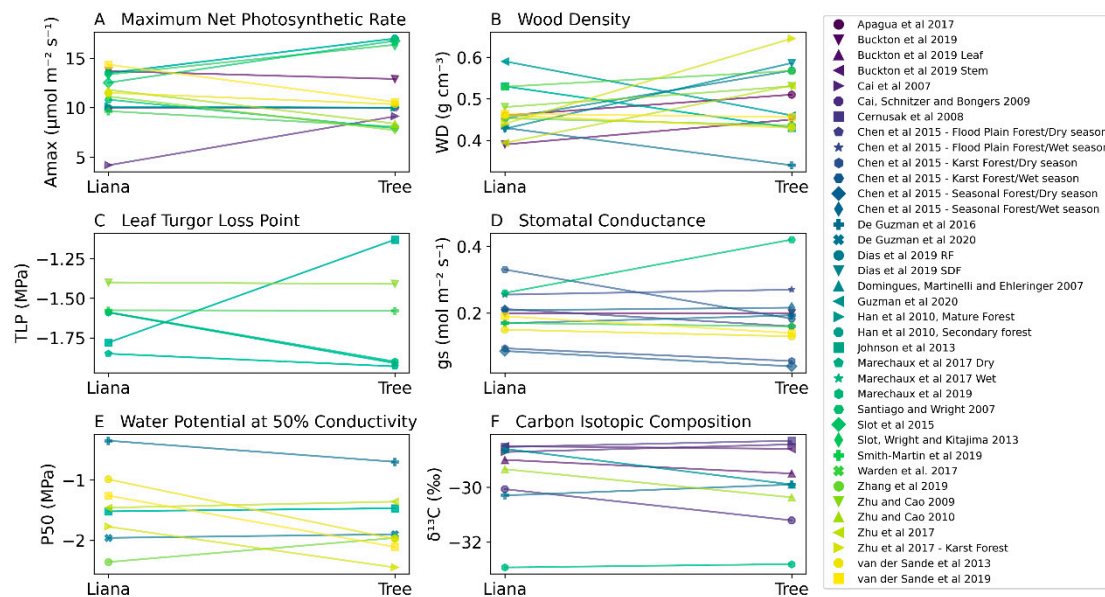 A Maximum Net Photosynthetic Rate
Amax (µmol m⁻² s⁻¹)
15
10
5
Liana
Tree
B Wood Density
WD (g cm⁻³)
0.6
0.5
0.4
Liana
Tree
C Leaf Turgor Loss Point
TLP (MPa)
−1.25
−1.50
−1.75
Liana
Tree
D Stomatal Conductance
gs (mol m⁻² s⁻¹)
0.4
0.2
Liana
Tree
E Water Potential at 50% Conductivity
P50 (MPa)
−1
−2
Liana
Tree
F Carbon Isotopic Composition
δ¹³C (‰)
−30
−32
Liana
Tree
Apagua et al 2017
Buckton et al 2019
Buckton et al 2019 Leaf
Buckton et al 2019 Stem
Cai et al 2007
Cai, Schnitzer and Bongers 2009
Cernusak et al 2008
Chen et al 2015 - Flood Plain Forest/Dry season
Chen et al 2015 - Flood Plain Forest/Wet season
Chen et al 2015 - Karst Forest/Dry season
Chen et al 2015 - Karst Forest/Wet season
Chen et al 2015 - Seasonal Forest/Dry season
Chen et al 2015 - Seasonal Forest/Wet season
De Guzman et al 2016
De Guzman et al 2020
Dias et al 2019 RF
Dias et al 2019 SDF
Domingues, Martinelli and Ehleringer 2007
Guzman et al 2020
Han et al 2010, Mature Forest
Han et al 2010, Secondary forest
Johnson et al 2013
Marechaux et al 2017 Dry
Marechaux et al 2017 Wet
Marechaux et al 2019
Santiago and Wright 2007
Slot et al 2015
Slot, Wright and Kitajima 2013
Smith-Martin et al 2019
Warden et al. 2017
Zhang et al 2019
Zhu and Cao 2009
Zhu and Cao 2010
Zhu et al 2017
Zhu et al 2017 - Karst Forest
van der Sande et al 2013
van der Sande et al 2019